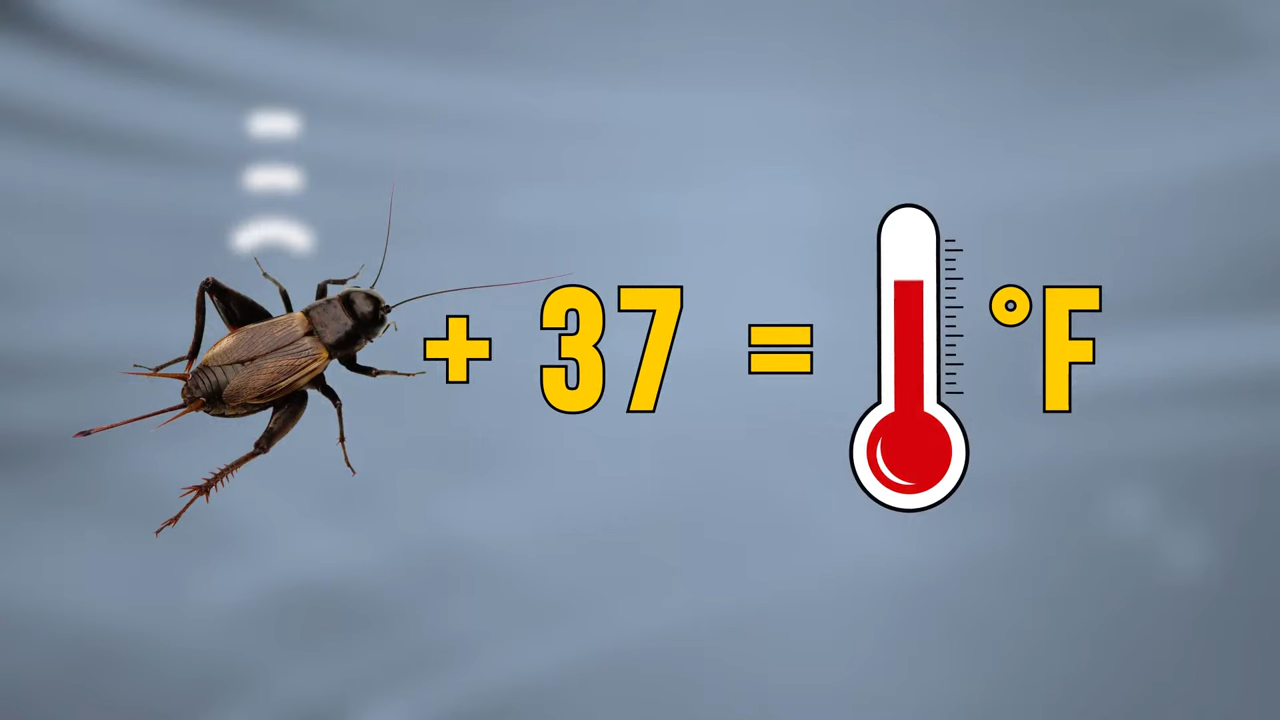 + 37 = °F